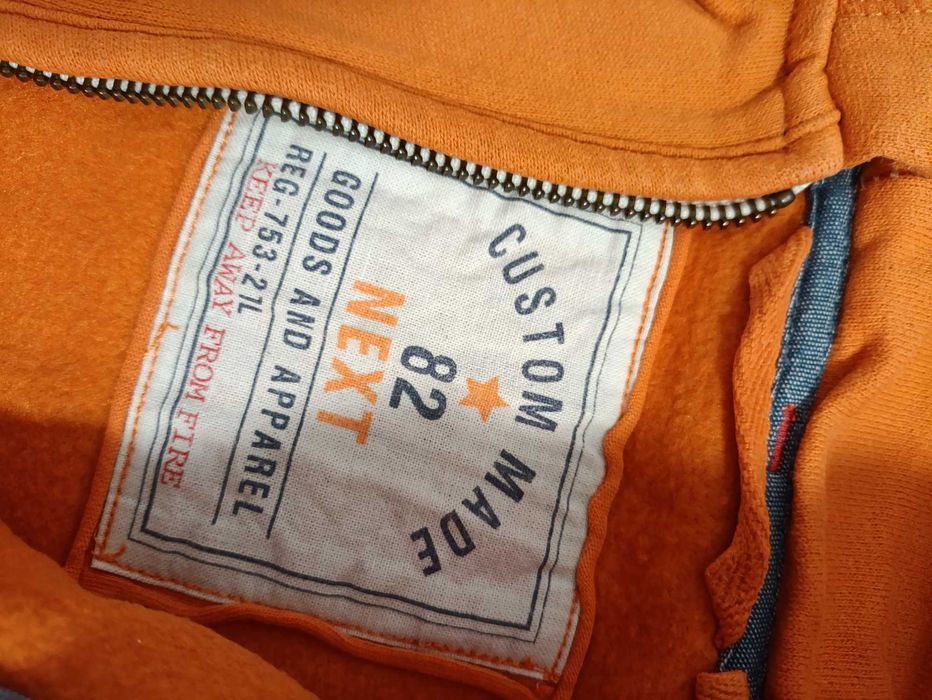 CUSTOM MADE
82
NEXT
GOODS AND APPAREL
REG-753-21L
KEEP AWAY FROM FIRE